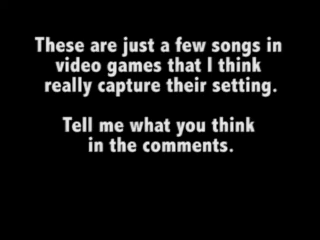 These are just a few songs in
video games that I think
really capture their setting.
Tell me what you think
in the comments.